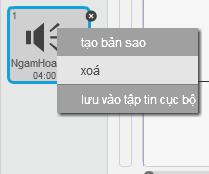 1
tạo bản sao
NgamHoa
xoá
04:00
lưu vào tập tin cục bộ